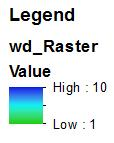 Legend
wd_Raster
Value
High : 10
Low : 1